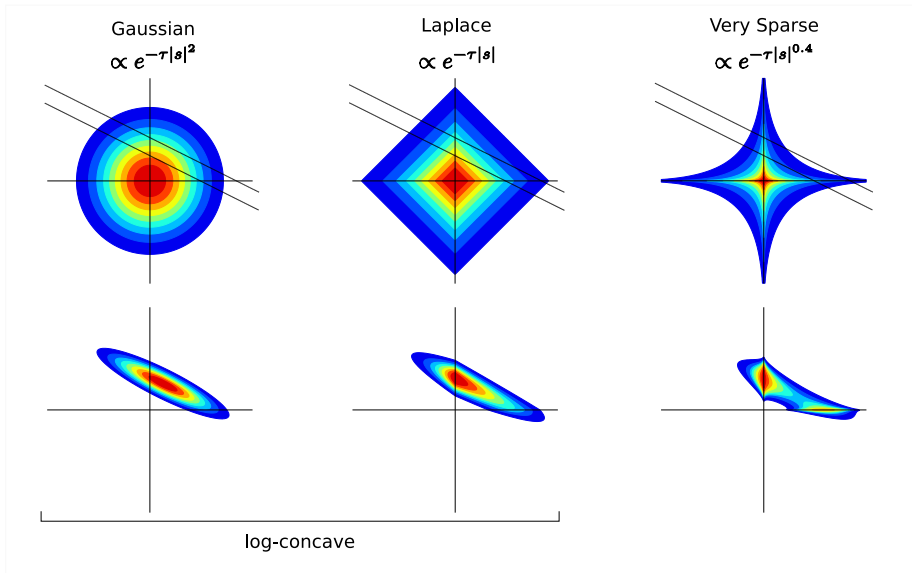 Gaussian
Laplace
Very Sparse
∝ e^{−τ|s|^2}
∝ e^{−τ|s|}
∝ e^{−τ|s|^{0.4}}
log-concave